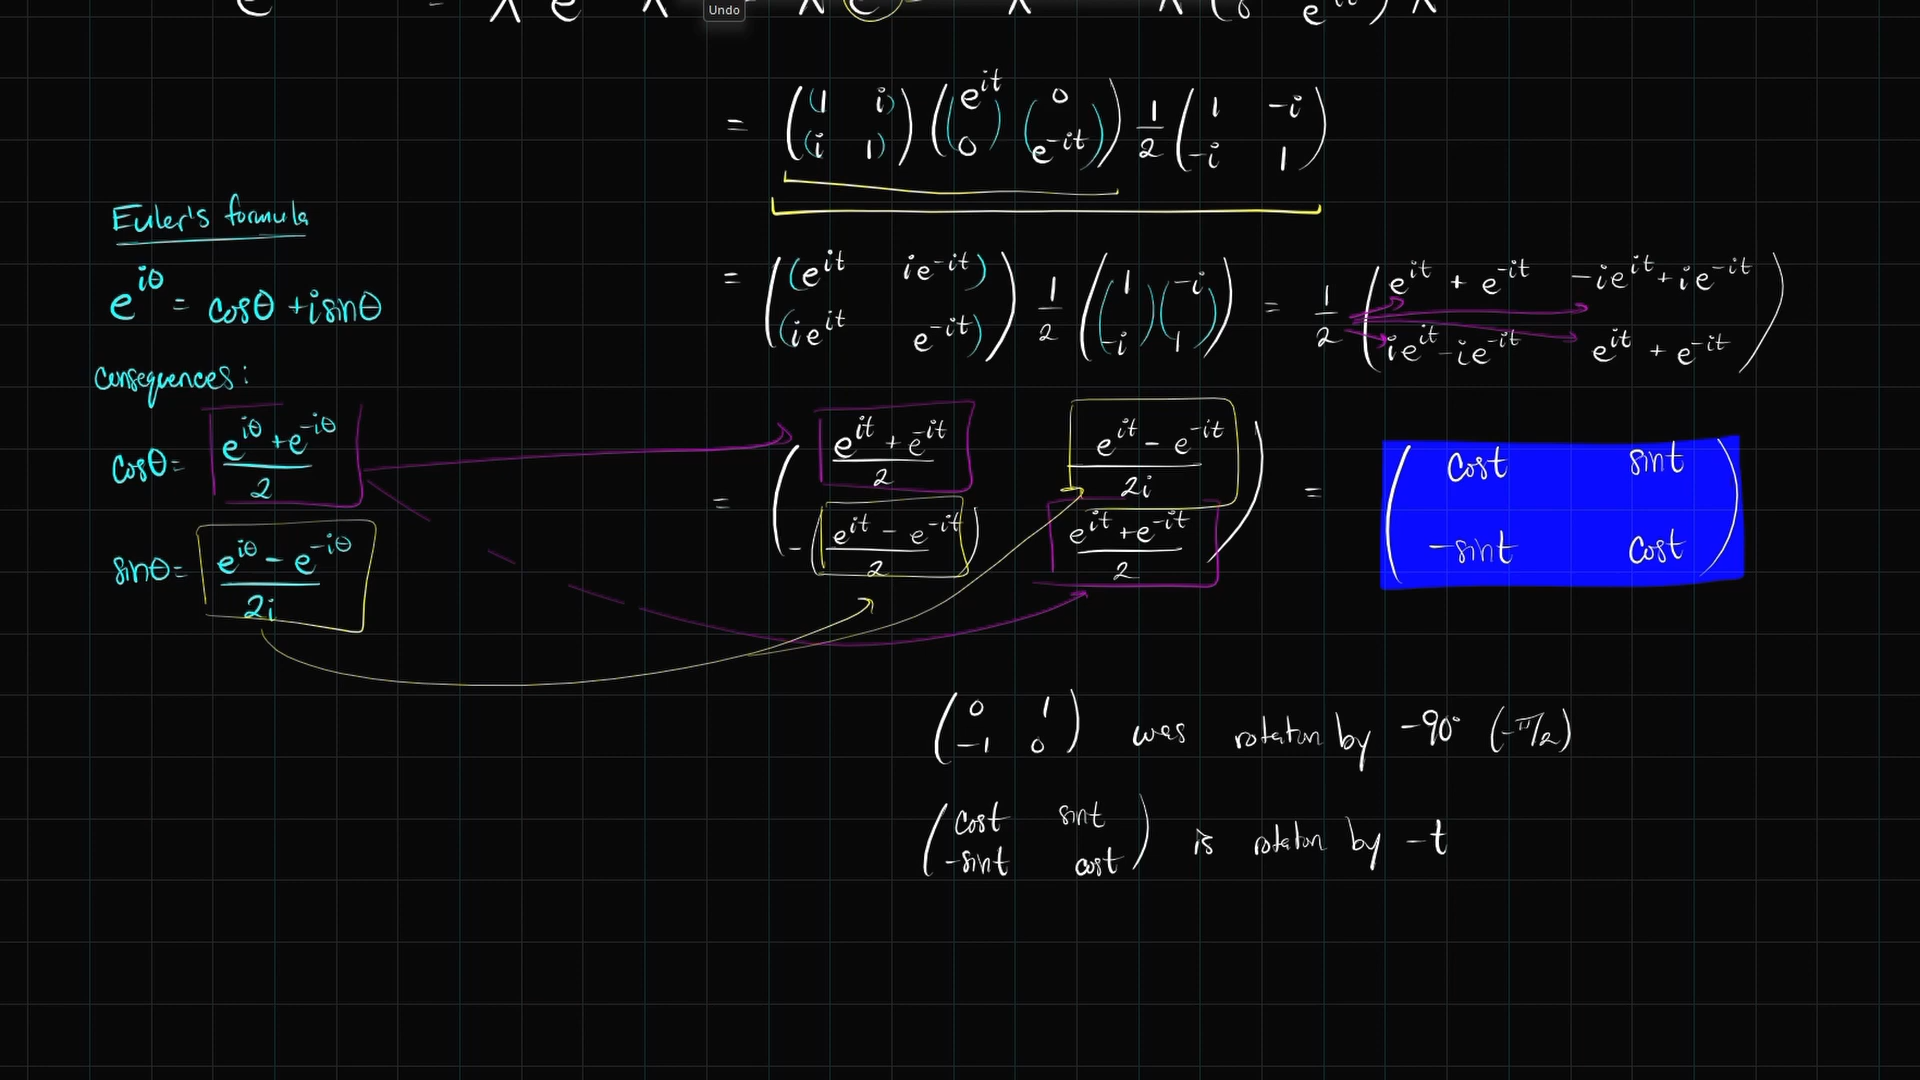 Undo
= (1 i; i 1) (e^it 0; 0 e^-it) 1/2 (1 -i; -i 1)
Euler's formula
e^iθ = cosθ + isinθ
= (e^it ie^-it; ie^it e^-it) 1/2 (1 -i; -i 1) = 1/2 (e^it + e^-it -ie^it + ie^-it; ie^it - ie^-it e^it + e^-it)
Consequences:
cosθ = (e^iθ + e^-iθ)/2
sinθ = (e^iθ - e^-iθ)/2i
= ((e^it + e^-it)/2 (e^it - e^-it)/2i; -((e^it - e^-it)/2) (e^it + e^-it)/2) = (cost sint; -sint cost)
(0 1; -1 0) was rotation by -90° (-π/2)
(cost sint; -sint cost) is rotation by -t